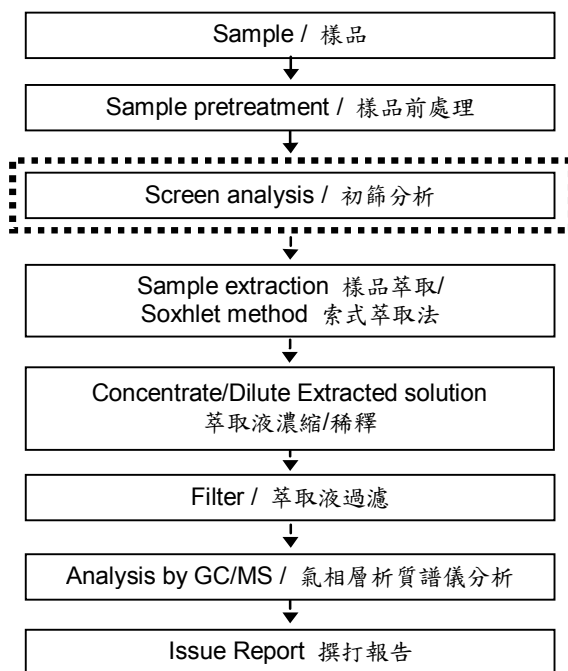 Sample / 樣品
Sample pretreatment / 樣品前處理
Screen analysis / 初篩分析
Sample extraction 樣品萃取/
Soxhlet method 索式萃取法
Concentrate/Dilute Extracted solution
萃取液濃縮/稀釋
Filter / 萃取液過濾
Analysis by GC/MS / 氣相層析質譜儀分析
Issue Report 撰打報告